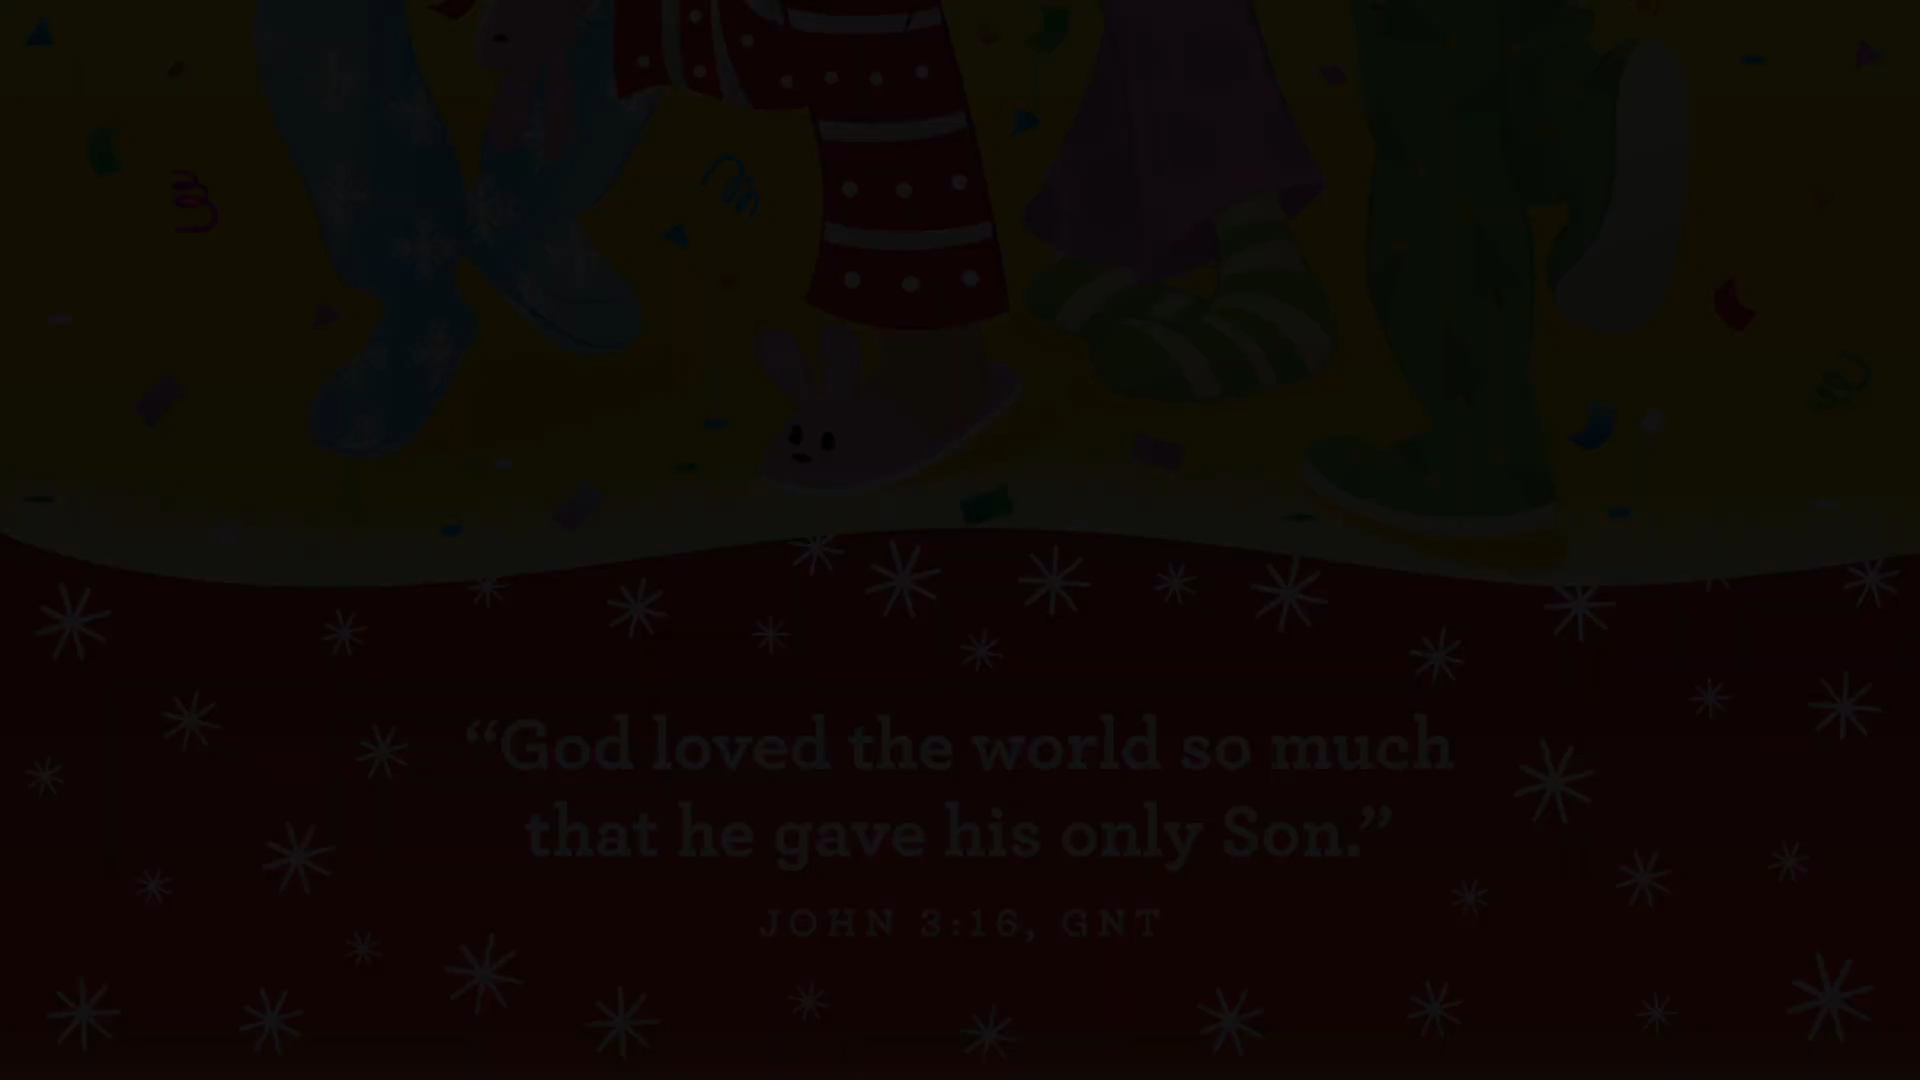 “God loved the world so much
that he gave his only Son.”
JOHN 3:16, GNT